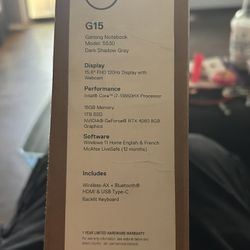 G15
Gaming Notebook
Model: 5530
Dark Shadow Gray
Display
15.6" FHD 120Hz Display with
Webcam
Performance
Intel® Core™ i7-13650HX Processor
16GB Memory
1TB SSD
NVIDIA® GeForce® RTX 4060 8GB
Graphics
Software
Windows 11 Home English & French
McAfee LiveSafe (12 months)
Includes
Wireless-AX + Bluetooth®
HDMI & USB Type-C
Backlit Keyboard
1 YEAR LIMITED HARDWARE WARRANTY